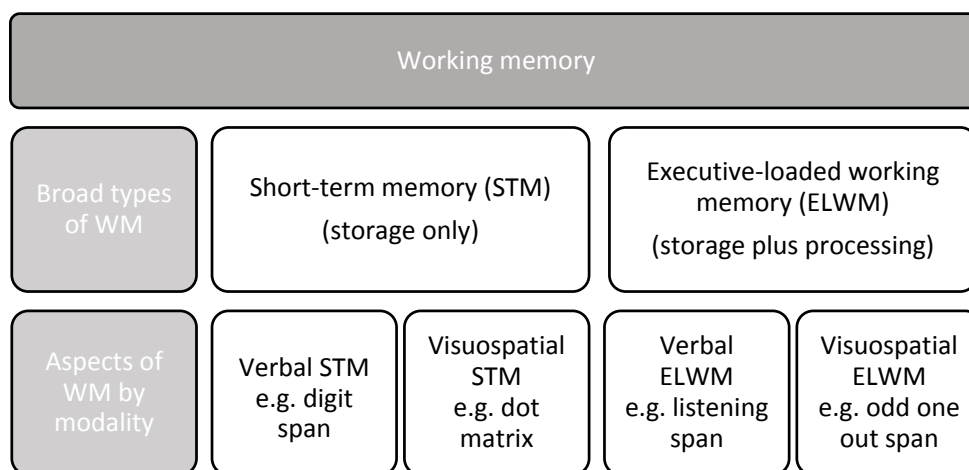 Working memory
Broad types
of WM
Short-term memory (STM)
(storage only)
Executive-loaded working
memory (ELWM)
(storage plus processing)
Aspects of
WM by
modality
Verbal STM
e.g. digit
span
Visuospatial
STM
e.g. dot
matrix
Verbal
ELWM
e.g. listening
span
Visuospatial
ELWM
e.g. odd one
out span